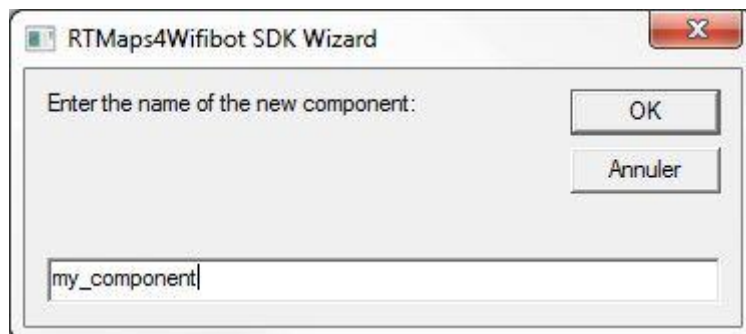 RTMaps4Wifibot SDK Wizard
Enter the name of the new component:
OK
Annuler
my_component